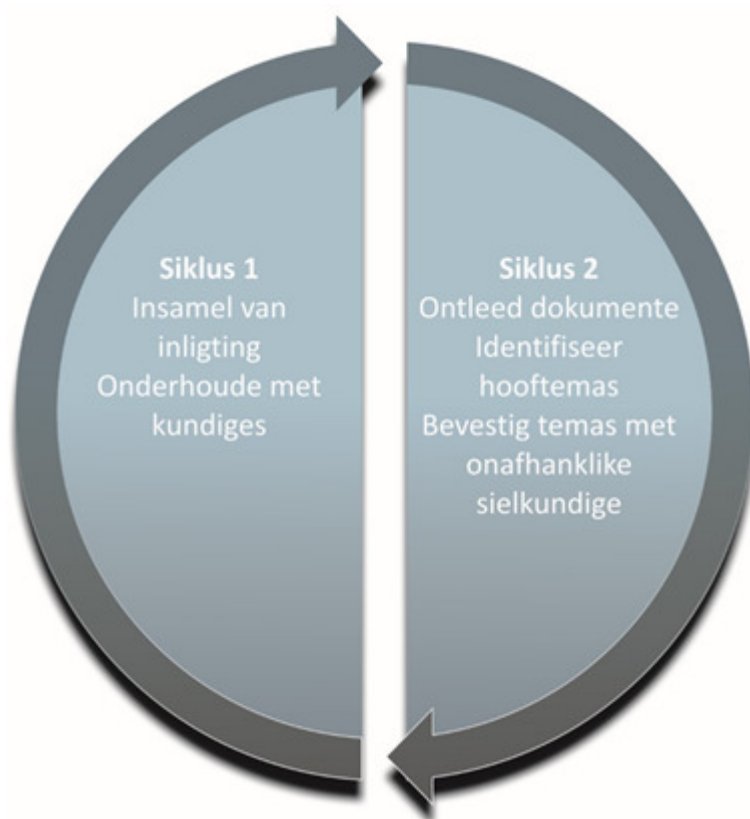 Siklus 1
Insamel van
inligting
Onderhoude met
kundiges
Siklus 2
Ontleed dokumente
Identifiseer
hooftemas
Bevestig temas met
onafhanklike
sielkundige